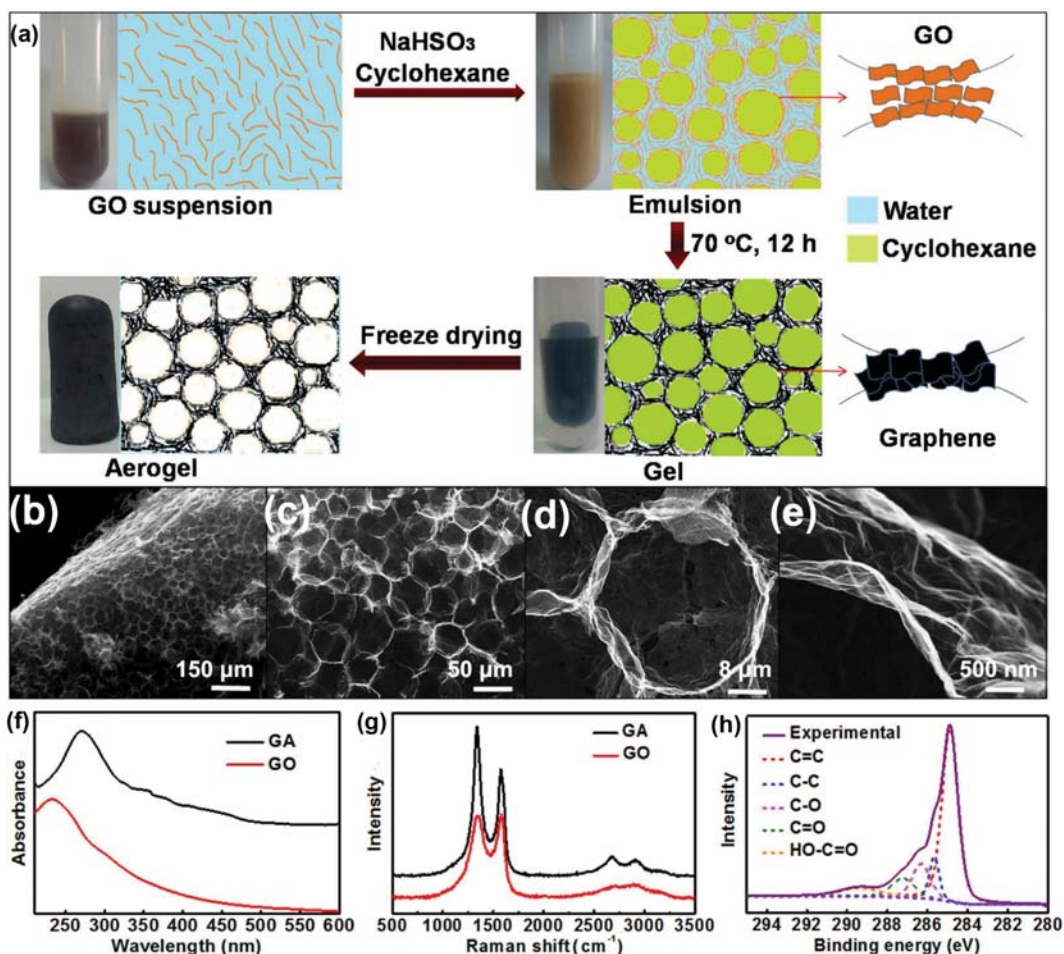 (a)
NaHSO₃
Cyclohexane
GO
GO suspension
Emulsion
Water
Cyclohexane
70 °C, 12 h
Freeze drying
Aerogel
Gel
Graphene
(b)
150 µm
(c)
50 µm
(d)
8 µm
(e)
500 nm
(f)
GA
GO
Absorbance
250 300 350 400 450 500 550 600
Wavelength (nm)
(g)
GA
GO
Intensity
500 1000 1500 2000 2500 3000 3500
Raman shift (cm⁻¹)
(h)
Experimental
C=C
C-C
C-O
C=O
HO-C=O
Intensity
295 290 288 286 284 282 280
Binding energy (eV)